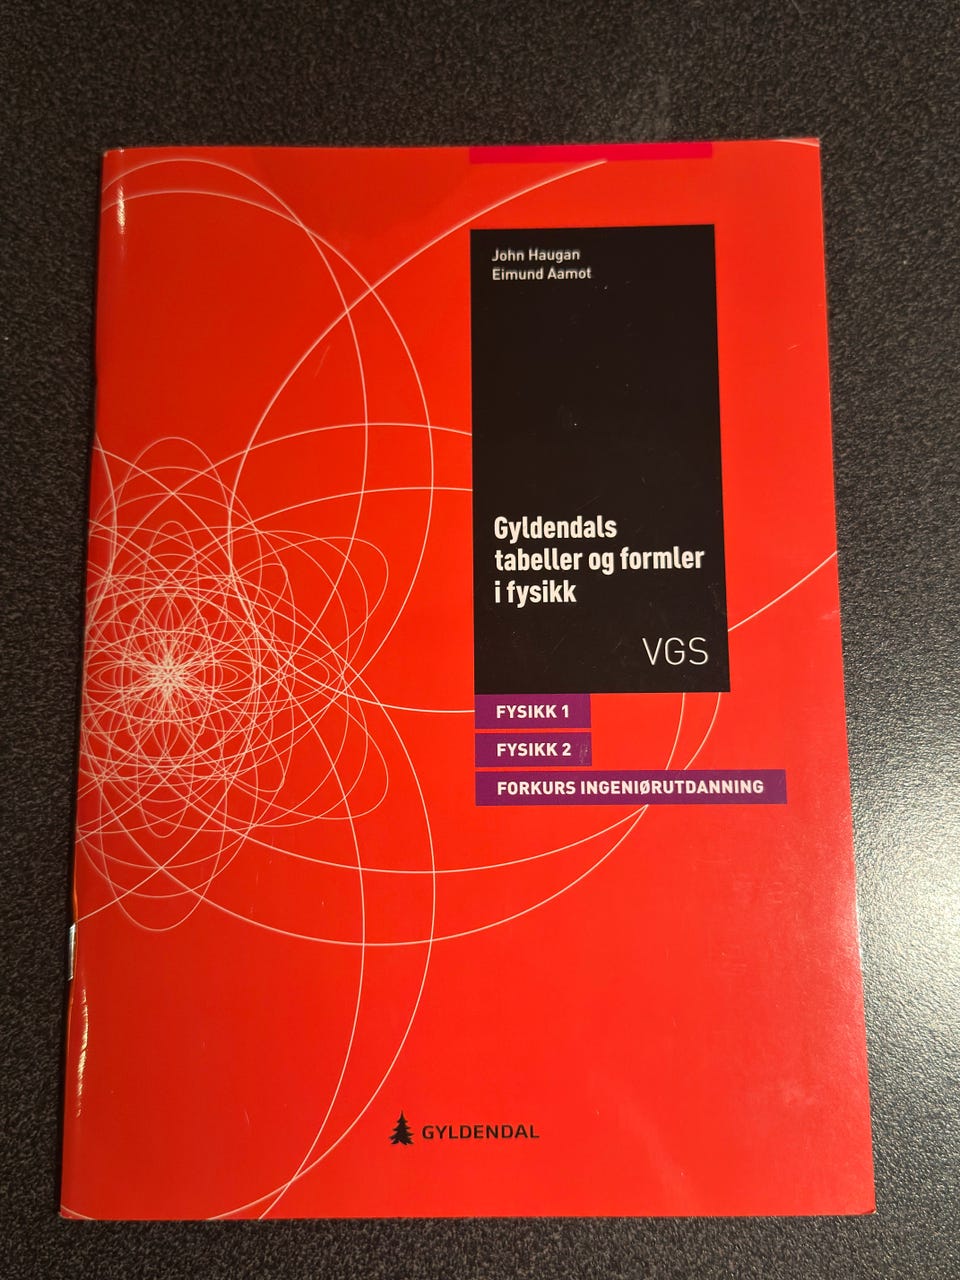 John Haugan
Eimund Aamot
Gyldendals
tabeller og formler
i fysikk
VGS
FYSIKK 1
FYSIKK 2
FORKURS INGENIØRUTDANNING
GYLDENDAL